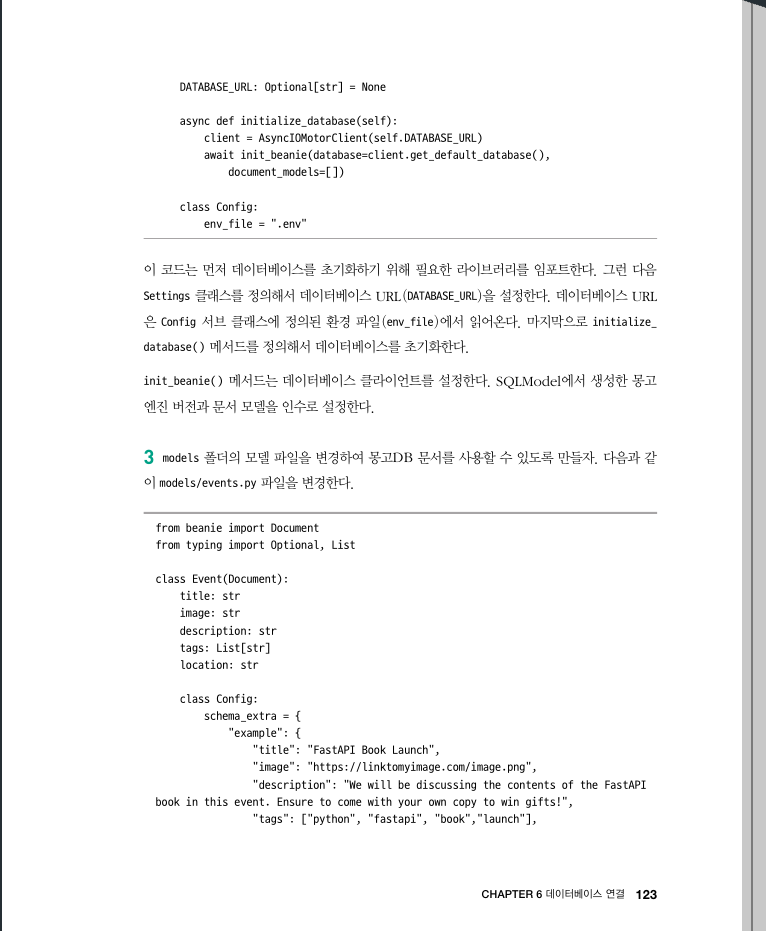 DATABASE_URL: Optional[str] = None
async def initialize_database(self):
client = AsyncIOMotorClient(self.DATABASE_URL)
await init_beanie(database=client.get_default_database(),
document_models=[])
class Config:
env_file = ".env"
이 코드는 먼저 데이터베이스를 초기화하기 위해 필요한 라이브러리를 임포트한다. 그런 다음
Settings 클래스를 정의해서 데이터베이스 URL(DATABASE_URL)을 설정한다. 데이터베이스 URL
은 Config 서브 클래스에 정의된 환경 파일(env_file)에서 읽어온다. 마지막으로 initialize_
database() 메서드를 정의해서 데이터베이스를 초기화한다.
init_beanie() 메서드는 데이터베이스 클라이언트를 설정한다. SQLModel에서 생성한 몽고
엔진 버전과 문서 모델을 인수로 설정한다.
3 models 폴더의 모델 파일을 변경하여 몽고DB 문서를 사용할 수 있도록 만들자. 다음과 같
이 models/events.py 파일을 변경한다.
from beanie import Document
from typing import Optional, List
class Event(Document):
title: str
image: str
description: str
tags: List[str]
location: str
class Config:
schema_extra = {
"example": {
"title": "FastAPI Book Launch",
"image": "https://linktomyimage.com/image.png",
"description": "We will be discussing the contents of the FastAPI
book in this event. Ensure to come with your own copy to win gifts!",
"tags": ["python", "fastapi", "book","launch"],
CHAPTER 6 데이터베이스 연결 123